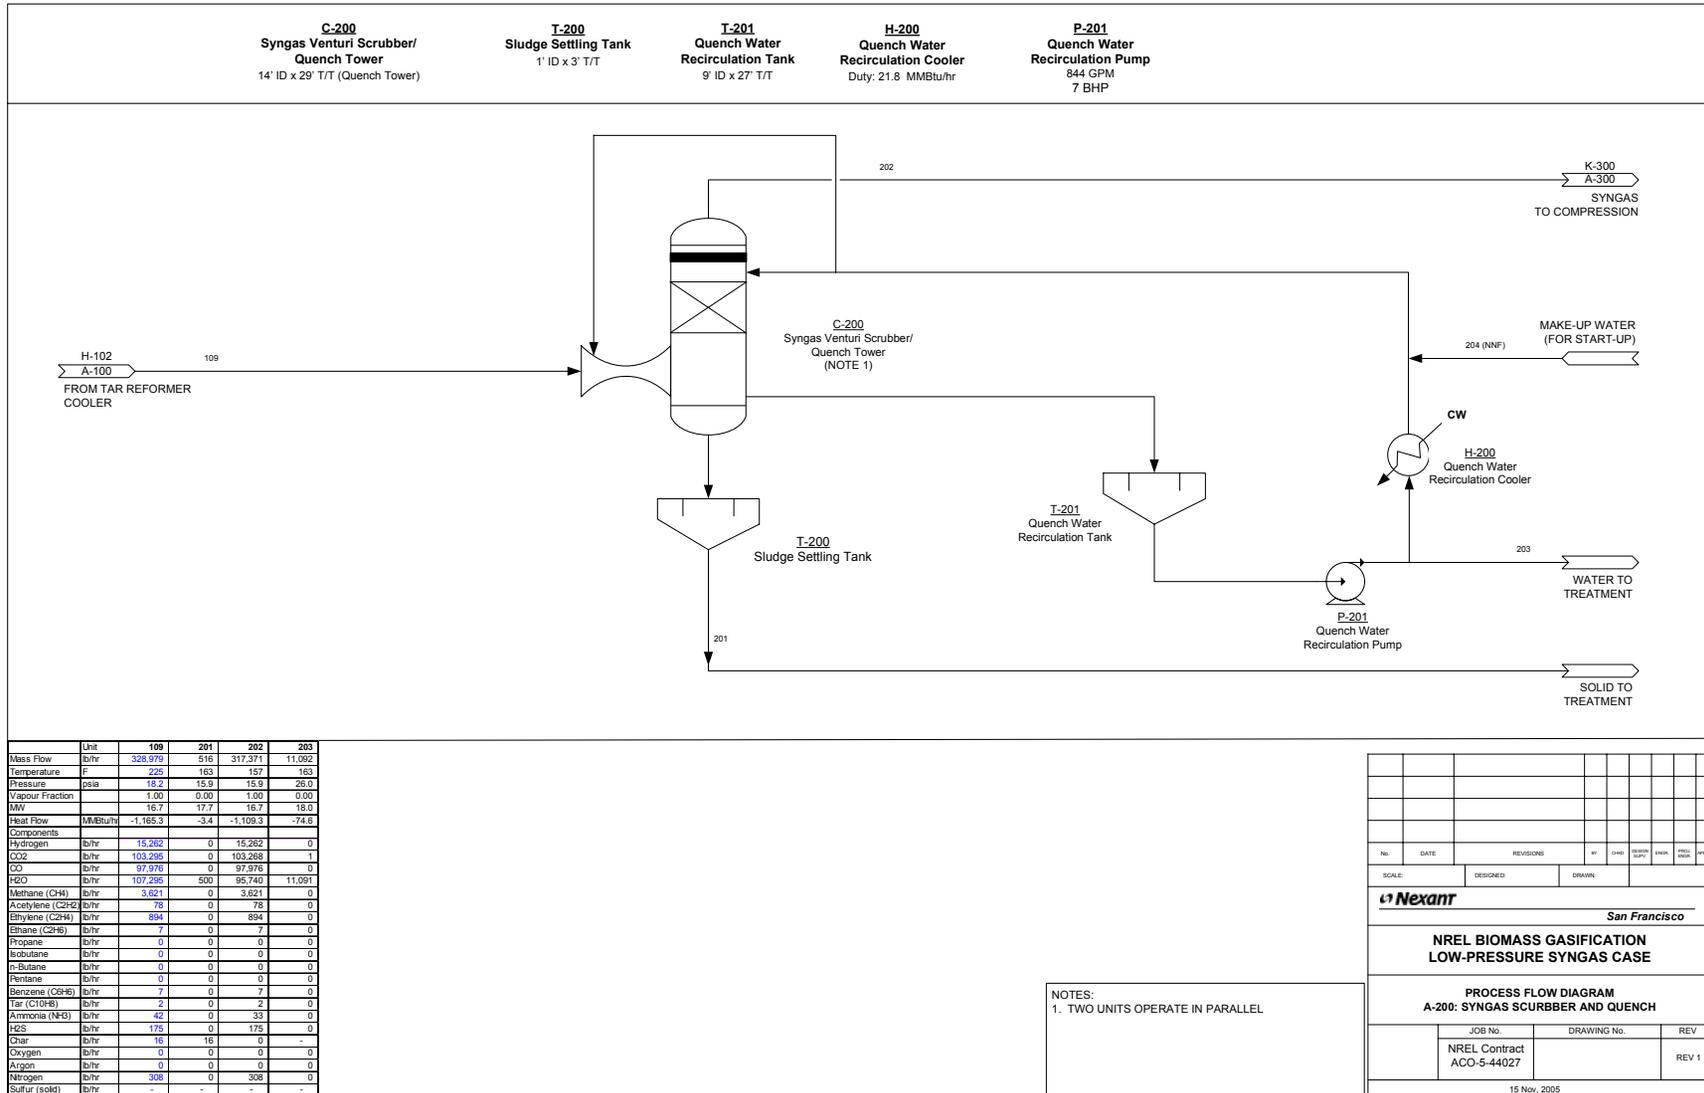 C-200
Syngas Venturi Scrubber/
Quench Tower
14' ID x 29' T/T (Quench Tower)
T-200
Sludge Settling Tank
1' ID x 3' T/T
T-201
Quench Water
Recirculation Tank
9' ID x 27' T/T
H-200
Quench Water
Recirculation Cooler
Duty: 21.8 MMBtu/hr
P-201
Quench Water
Recirculation Pump
844 GPM
7 BHP
202
K-300
A-300
SYNGAS
TO COMPRESSION
C-200
Syngas Venturi Scrubber/
Quench Tower
(NOTE 1)
MAKE-UP WATER
(FOR START-UP)
204 (NNF)
H-102
A-100
109
FROM TAR REFORMER
COOLER
CW
H-200
Quench Water
Recirculation Cooler
T-201
Quench Water
Recirculation Tank
T-200
Sludge Settling Tank
203
WATER TO
TREATMENT
P-201
Quench Water
Recirculation Pump
201
SOLID TO
TREATMENT
Unit 109 201 202 203
Mass Flow lb/hr 328,979 516 317,371 11,092
Temperature F 225 163 157 163
Pressure psia 18.2 15.9 15.9 26.0
Vapour Fraction 1.00 0.00 1.00 0.00
MW 16.7 17.7 16.7 18.0
Heat Flow MMBtu/hr -1,165.3 -3.4 -1,109.3 -74.6
Components
Hydrogen lb/hr 15,262 0 15,262 0
CO2 lb/hr 103,295 0 103,268 1
CO lb/hr 97,976 0 97,976 0
H2O lb/hr 107,295 500 95,740 11,091
Methane (CH4) lb/hr 3,621 0 3,621 0
Acetylene (C2H2) lb/hr 78 0 78 0
Ethylene (C2H4) lb/hr 894 0 894 0
Ethane (C2H6) lb/hr 7 0 7 0
Propane lb/hr 0 0 0 0
Isobutane lb/hr 0 0 0 0
n-Butane lb/hr 0 0 0 0
Pentane lb/hr 0 0 0 0
Benzene (C6H6) lb/hr 7 0 7 0
Tar (C10H8) lb/hr 2 0 2 0
Ammonia (NH3) lb/hr 42 0 33 0
H2S lb/hr 175 0 175 0
Char lb/hr 16 16 0 -
Oxygen lb/hr 0 0 0 0
Argon lb/hr 0 0 0 0
Nitrogen lb/hr 308 0 308 0
Sulfur (solid) lb/hr - - - -
NOTES:
1. TWO UNITS OPERATE IN PARALLEL
No. DATE REVISIONS BY CHKD DESIGN SUPV ENGR. PROJ. ENGR.
SCALE: DESIGNED: DRAWN:
Nexant
San Francisco
NREL BIOMASS GASIFICATION
LOW-PRESSURE SYNGAS CASE
PROCESS FLOW DIAGRAM
A-200: SYNGAS SCURBBER AND QUENCH
JOB No. DRAWING No. REV
NREL Contract
ACO-5-44027
REV 1
15 Nov, 2005